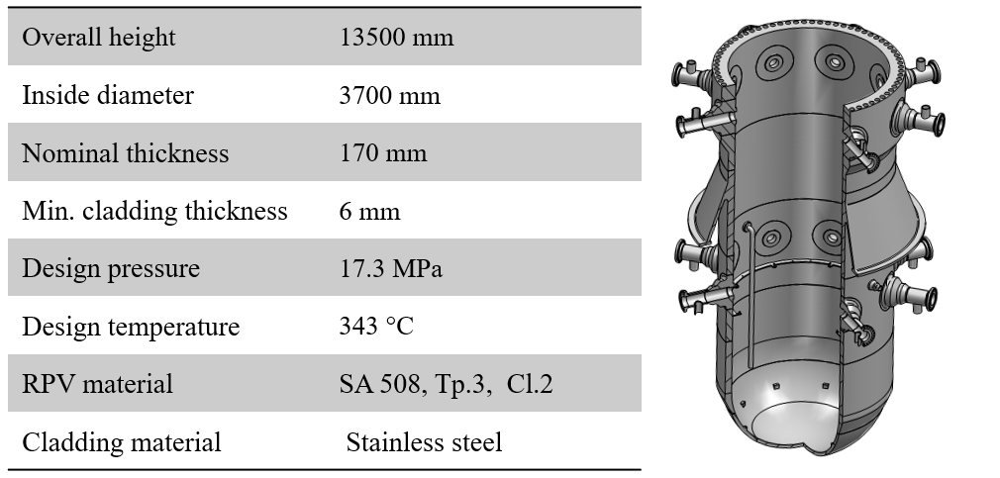 Overall height 13500 mm
Inside diameter 3700 mm
Nominal thickness 170 mm
Min. cladding thickness 6 mm
Design pressure 17.3 MPa
Design temperature 343 °C
RPV material SA 508, Tp.3, Cl.2
Cladding material Stainless steel